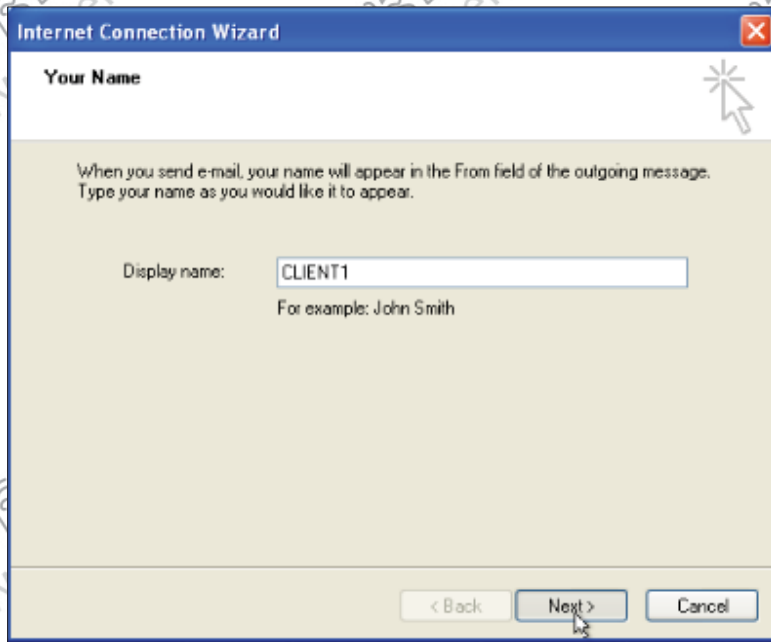 Internet Connection Wizard
Your Name
When you send e-mail, your name will appear in the From field of the outgoing message.
Type your name as you would like it to appear.
Display name: CLIENT1
For example: John Smith
< Back Next > Cancel